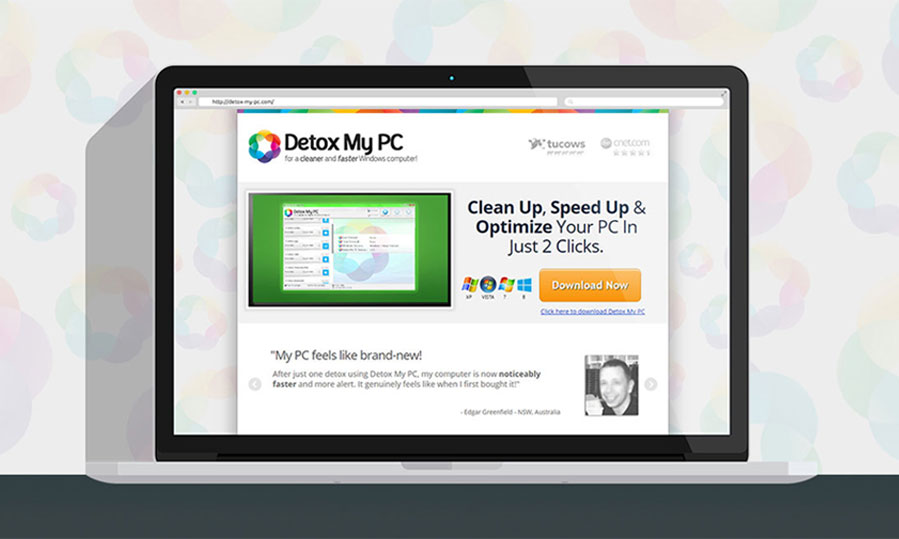 http://detox-my-pc.com/
Detox My PC
for a cleaner and faster Windows computer!
tucows
cnet.com
Detox My PC
Clean Up, Speed Up &
Optimize Your PC In
Just 2 Clicks.
XP VISTA 7 8
Download Now
Click here to download Detox My PC
"My PC feels like brand-new!
After just one detox using Detox My PC, my computer is now noticeably
faster and more alert. It genuinely feels like when I first bought it!"
- Edgar Greenfield - NSW, Australia